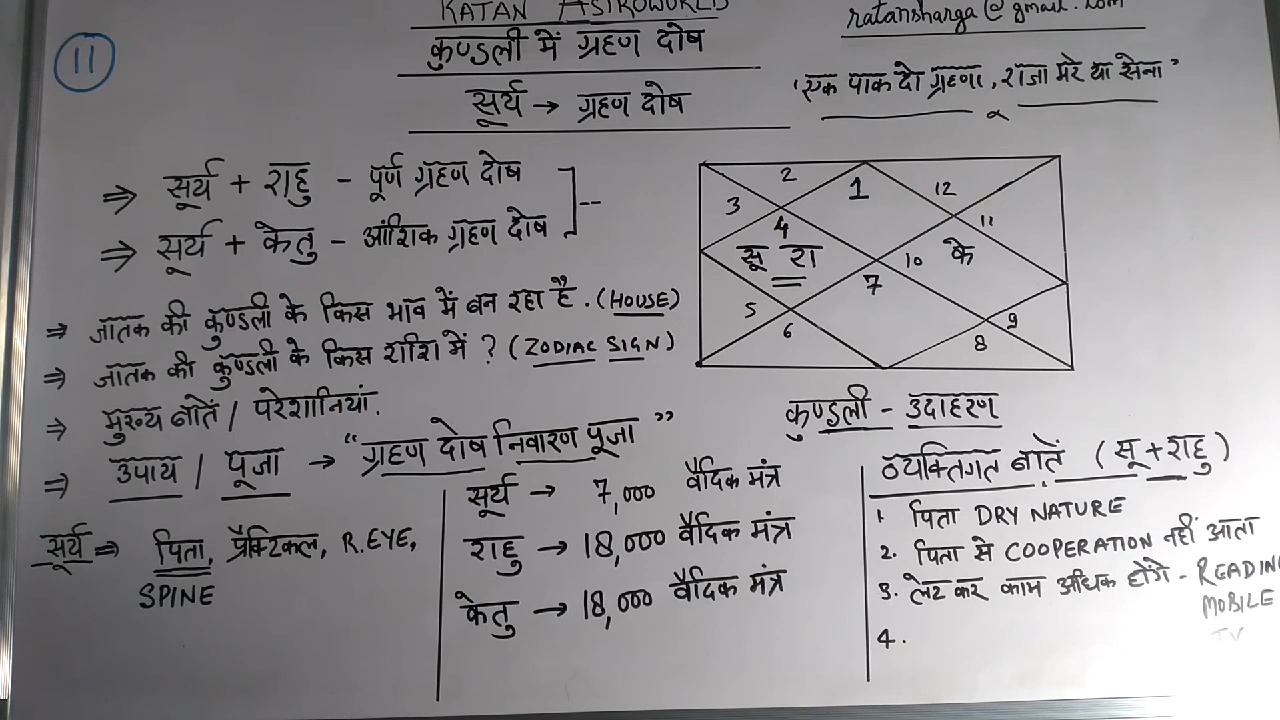 RATAN ASTROWORLD
ratansharga@gmail.com
11
कुण्डली में ग्रहण दोष
सूर्य → ग्रहण दोष
"एक पाक दो ग्रहणा, राजा मरे या सेना"
⇒ सूर्य + राहु - पूर्ण ग्रहण दोष
⇒ सूर्य + केतु - आंशिक ग्रहण दोष
⇒ जातक की कुण्डली के किस भाव में बन रहा है. (HOUSE)
⇒ जातक की कुण्डली के किस राशि में ? (ZODIAC SIGN)
⇒ मुख्य बातें / परेशानियां.
⇒ उपाय / पूजा → "ग्रहण दोष निवारण पूजा"
2 1 12
3 4 11
सू रा 10 के
7
5 6 8 9
कुण्डली - उदाहरण
सूर्य ⇒ पिता, प्रैक्टिकल, R.EYE,
SPINE
सूर्य → 7,000 वैदिक मंत्र
राहु → 18,000 वैदिक मंत्र
केतु → 18,000 वैदिक मंत्र
व्यक्तिगत बातें (सू + राहु)
1. पिता DRY NATURE
2. पिता से COOPERATION नहीं आता
3. लेट कर काम अधिक होंगे - READING
MOBILE
TV
4.